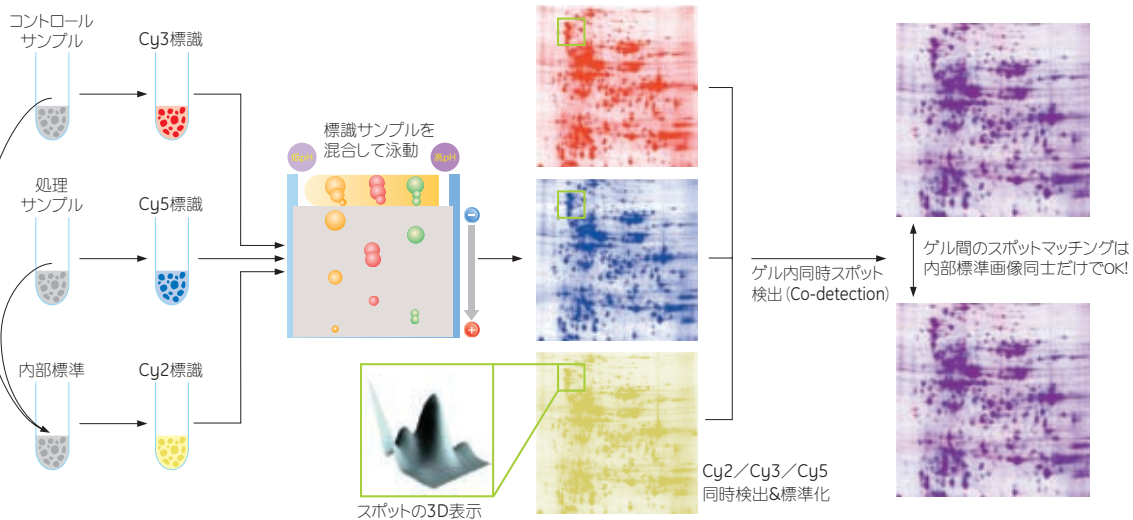 コントロール
サンプル
Cy3標識
処理
サンプル
Cy5標識
内部標準
Cy2標識
標識サンプルを
混合して泳動
低pH
高pH
スポットの3D表示
Cy2/Cy3/Cy5
同時検出&標準化
ゲル内同時スポット
検出(Co-detection)
ゲル間のスポットマッチングは
内部標準画像同士だけでOK!